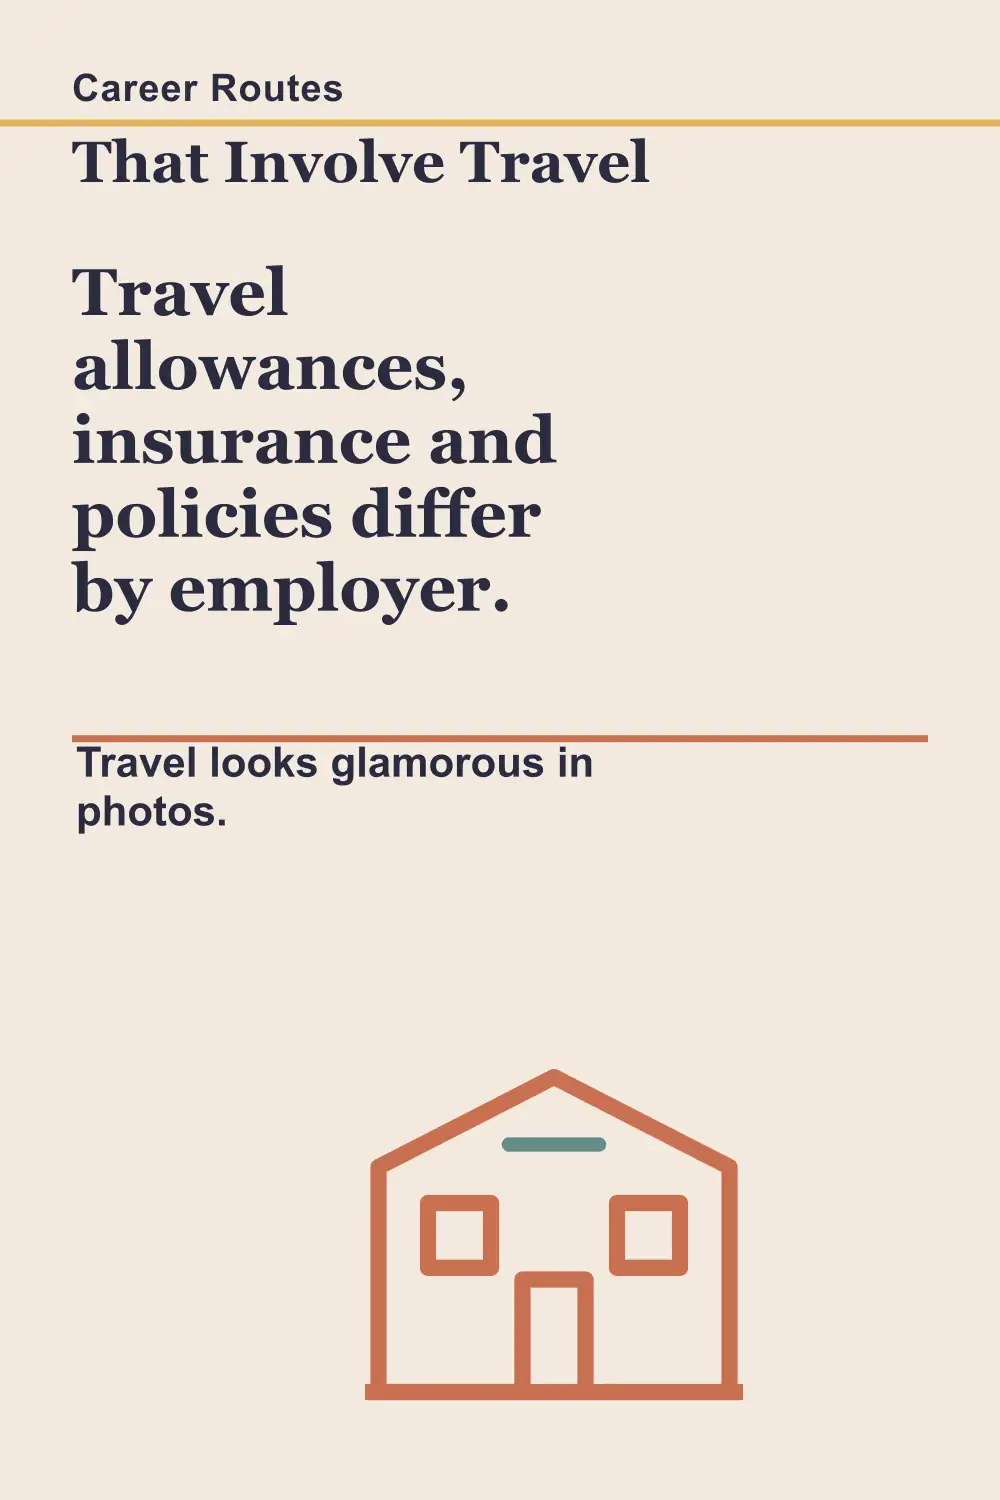 Career Routes
That Involve Travel
Travel
allowances,
insurance and
policies differ
by employer.
Travel looks glamorous in
photos.